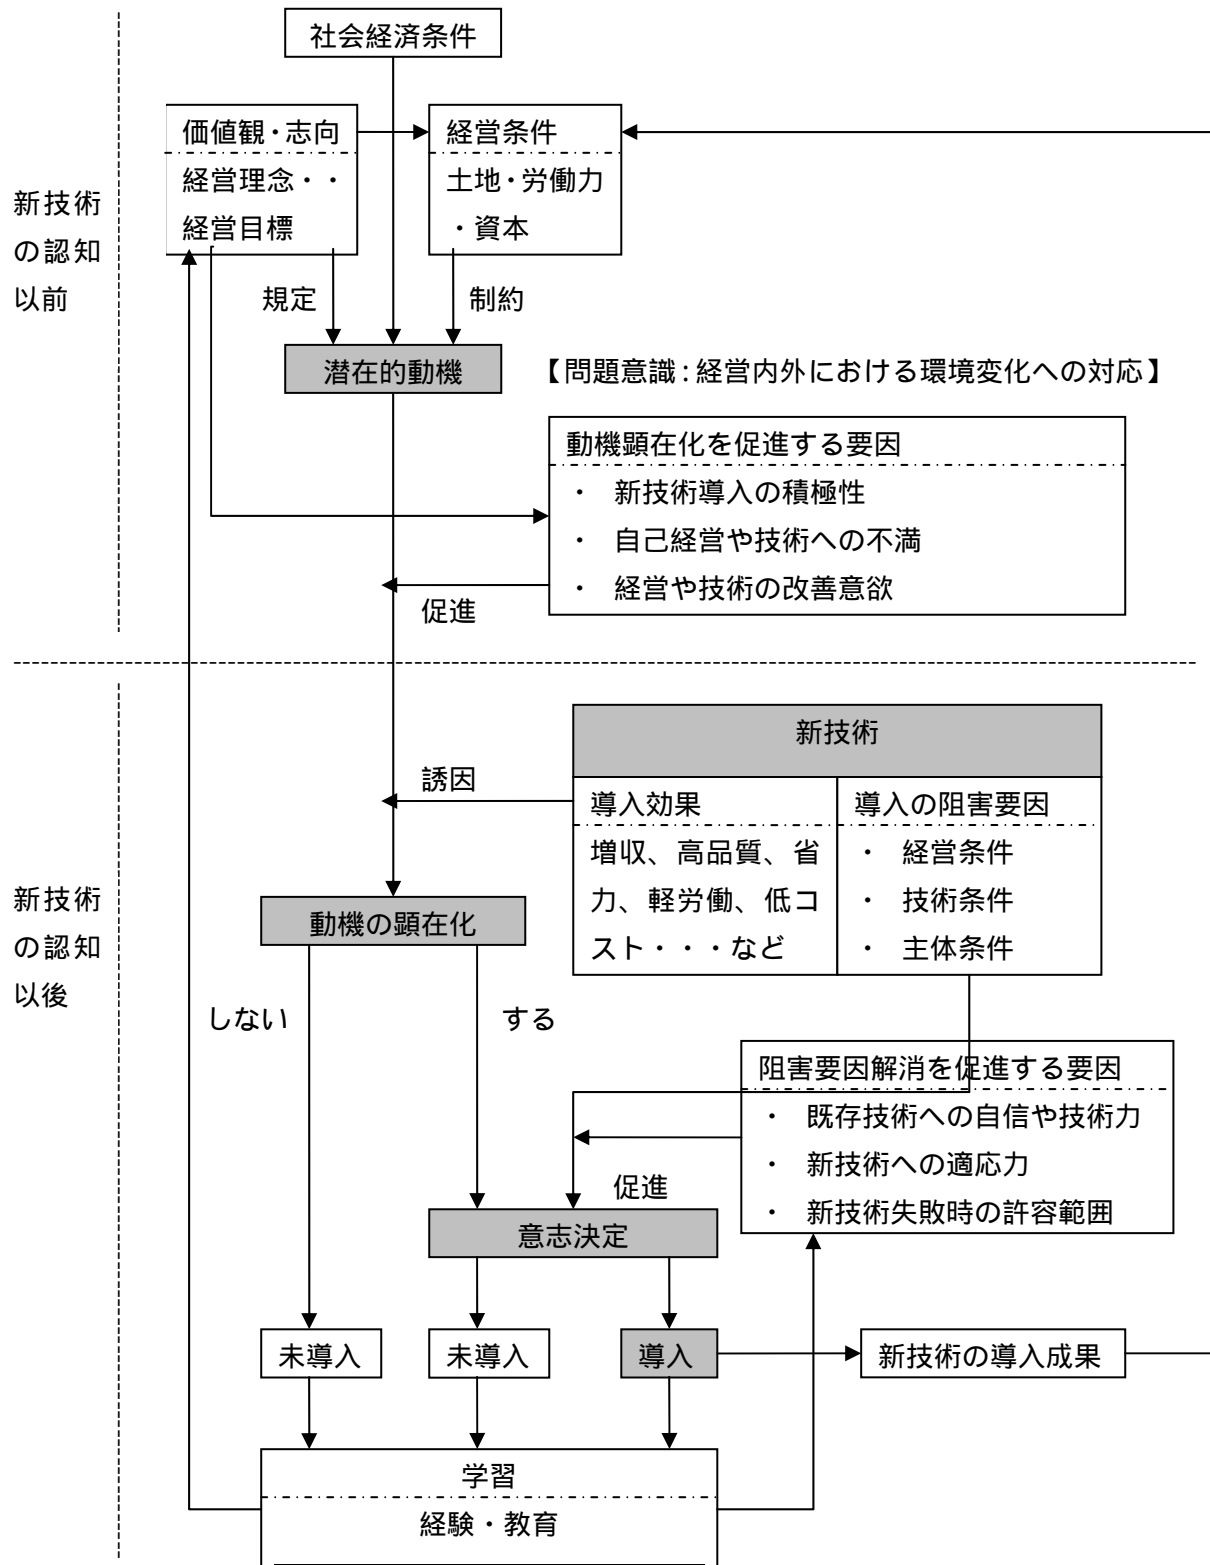 社会経済条件
価値観・志向
経営理念・・
経営目標
経営条件
土地・労働力
・資本
新技術
の認知
以前
規定
制約
潜在的動機
【問題意識:経営内外における環境変化への対応】
動機顕在化を促進する要因
・ 新技術導入の積極性
・ 自己経営や技術への不満
・ 経営や技術の改善意欲
促進
新技術
誘因
導入効果
増収、高品質、省
力、軽労働、低コ
スト・・・など
導入の阻害要因
・ 経営条件
・ 技術条件
・ 主体条件
新技術
の認知
以後
動機の顕在化
しない
する
阻害要因解消を促進する要因
・ 既存技術への自信や技術力
・ 新技術への適応力
・ 新技術失敗時の許容範囲
促進
意志決定
未導入
未導入
導入
新技術の導入成果
学習
経験・教育